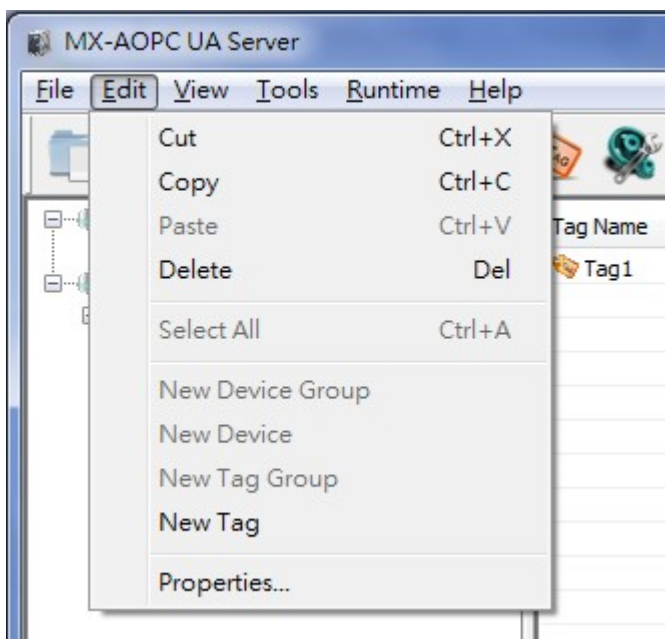 MX-AOPC UA Server
File Edit View Tools Runtime Help
Cut Ctrl+X
Copy Ctrl+C
Paste Ctrl+V
Delete Del
Select All Ctrl+A
New Device Group
New Device
New Tag Group
New Tag
Properties...
TAG
Tag Name
Tag1